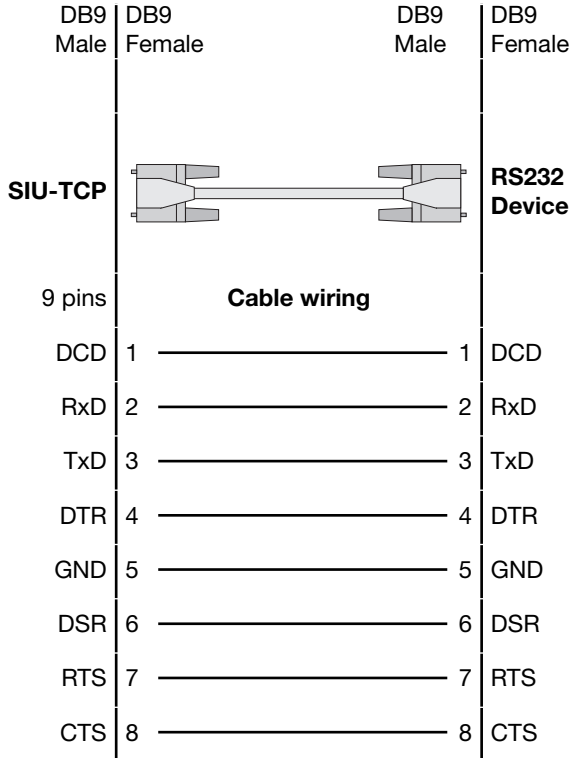 DB9 DB9 DB9 DB9
Male Female Male Female
SIU-TCP RS232
Device
9 pins Cable wiring
DCD 1 1 DCD
RxD 2 2 RxD
TxD 3 3 TxD
DTR 4 4 DTR
GND 5 5 GND
DSR 6 6 DSR
RTS 7 7 RTS
CTS 8 8 CTS